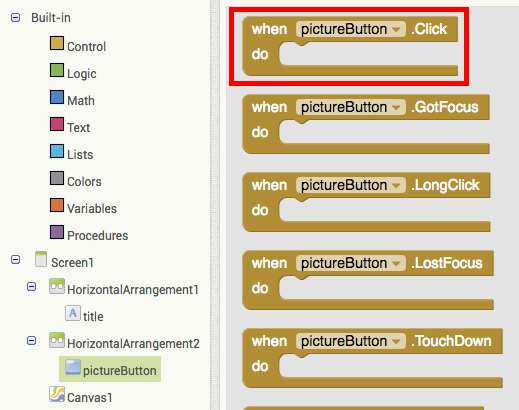 Built-in
Control
Logic
Math
Text
Lists
Colors
Variables
Procedures
Screen1
HorizontalArrangement1
A title
HorizontalArrangement2
pictureButton
Canvas1
when pictureButton .Click
do
when pictureButton .GotFocus
do
when pictureButton .LongClick
do
when pictureButton .LostFocus
do
when pictureButton .TouchDown
do